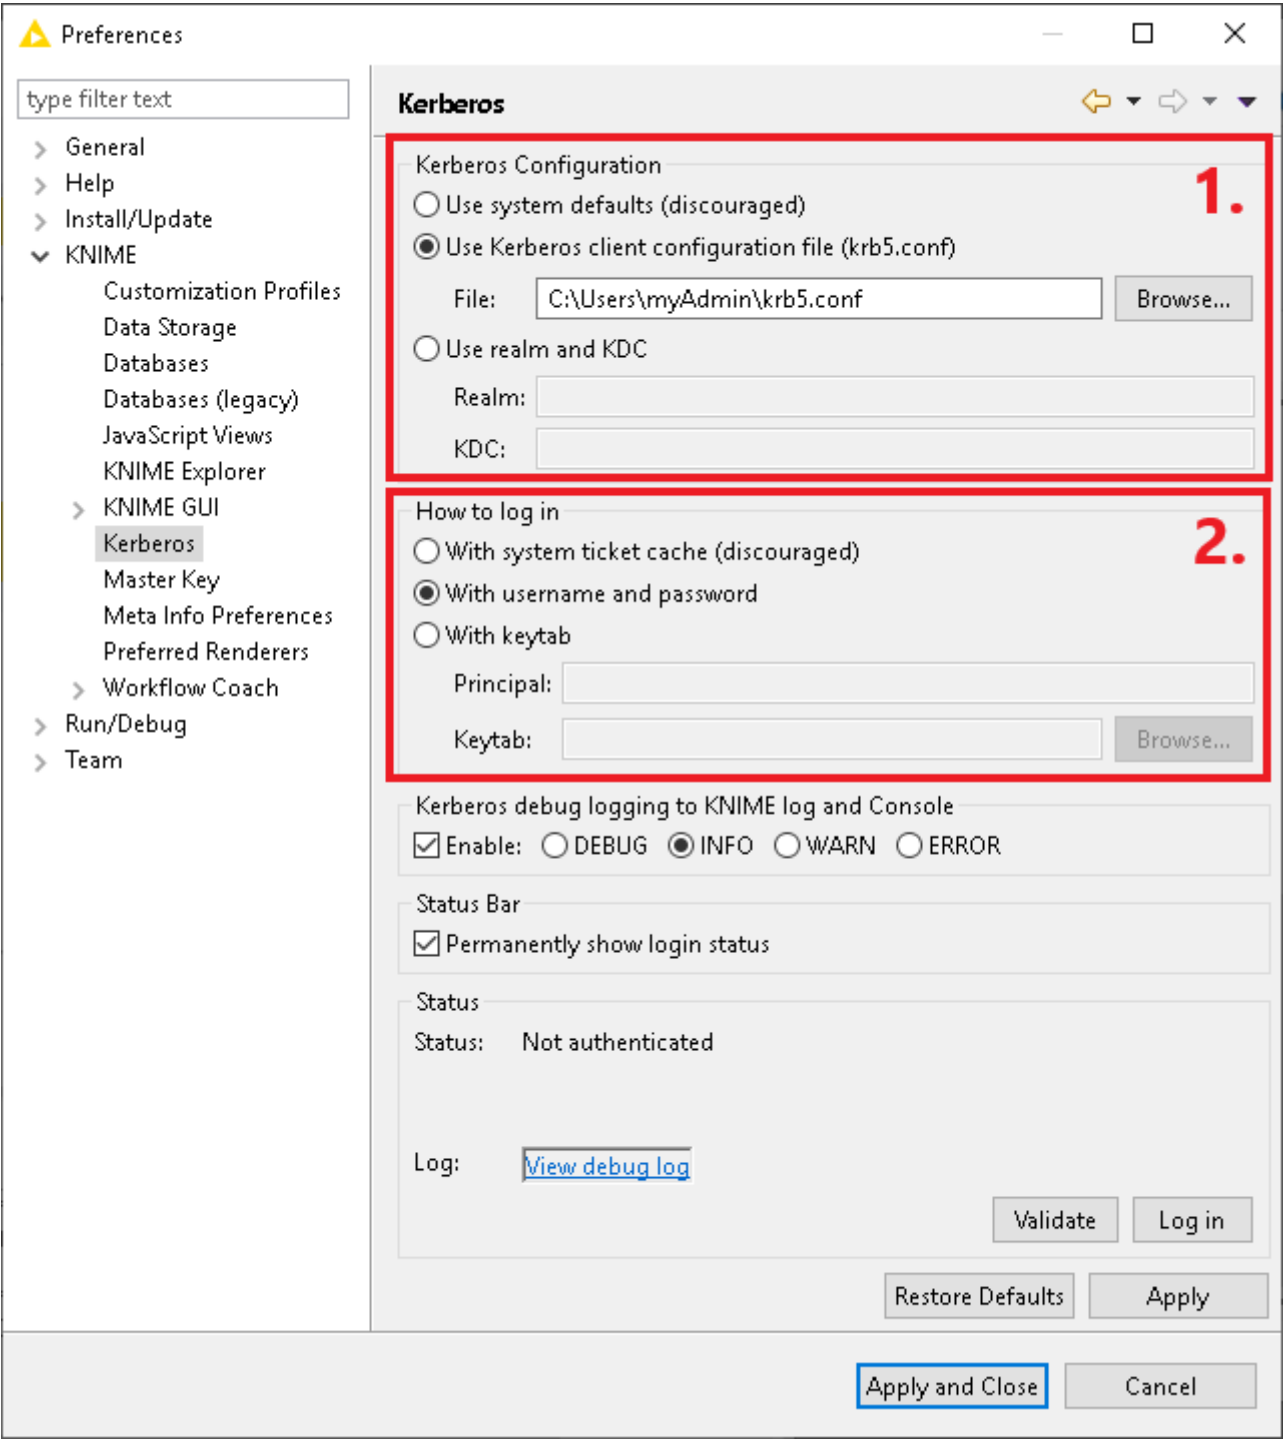 Preferences
type filter text
General
Help
Install/Update
KNIME
Customization Profiles
Data Storage
Databases
Databases (legacy)
JavaScript Views
KNIME Explorer
KNIME GUI
Kerberos
Master Key
Meta Info Preferences
Preferred Renderers
Workflow Coach
Run/Debug
Team
Kerberos
Kerberos Configuration
1.
Use system defaults (discouraged)
Use Kerberos client configuration file (krb5.conf)
File: C:\Users\myAdmin\krb5.conf Browse...
Use realm and KDC
Realm:
KDC:
How to log in
2.
With system ticket cache (discouraged)
With username and password
With keytab
Principal:
Keytab: Browse...
Kerberos debug logging to KNIME log and Console
Enable: DEBUG INFO WARN ERROR
Status Bar
Permanently show login status
Status
Status: Not authenticated
Log: View debug log
Validate Log in
Restore Defaults Apply
Apply and Close Cancel